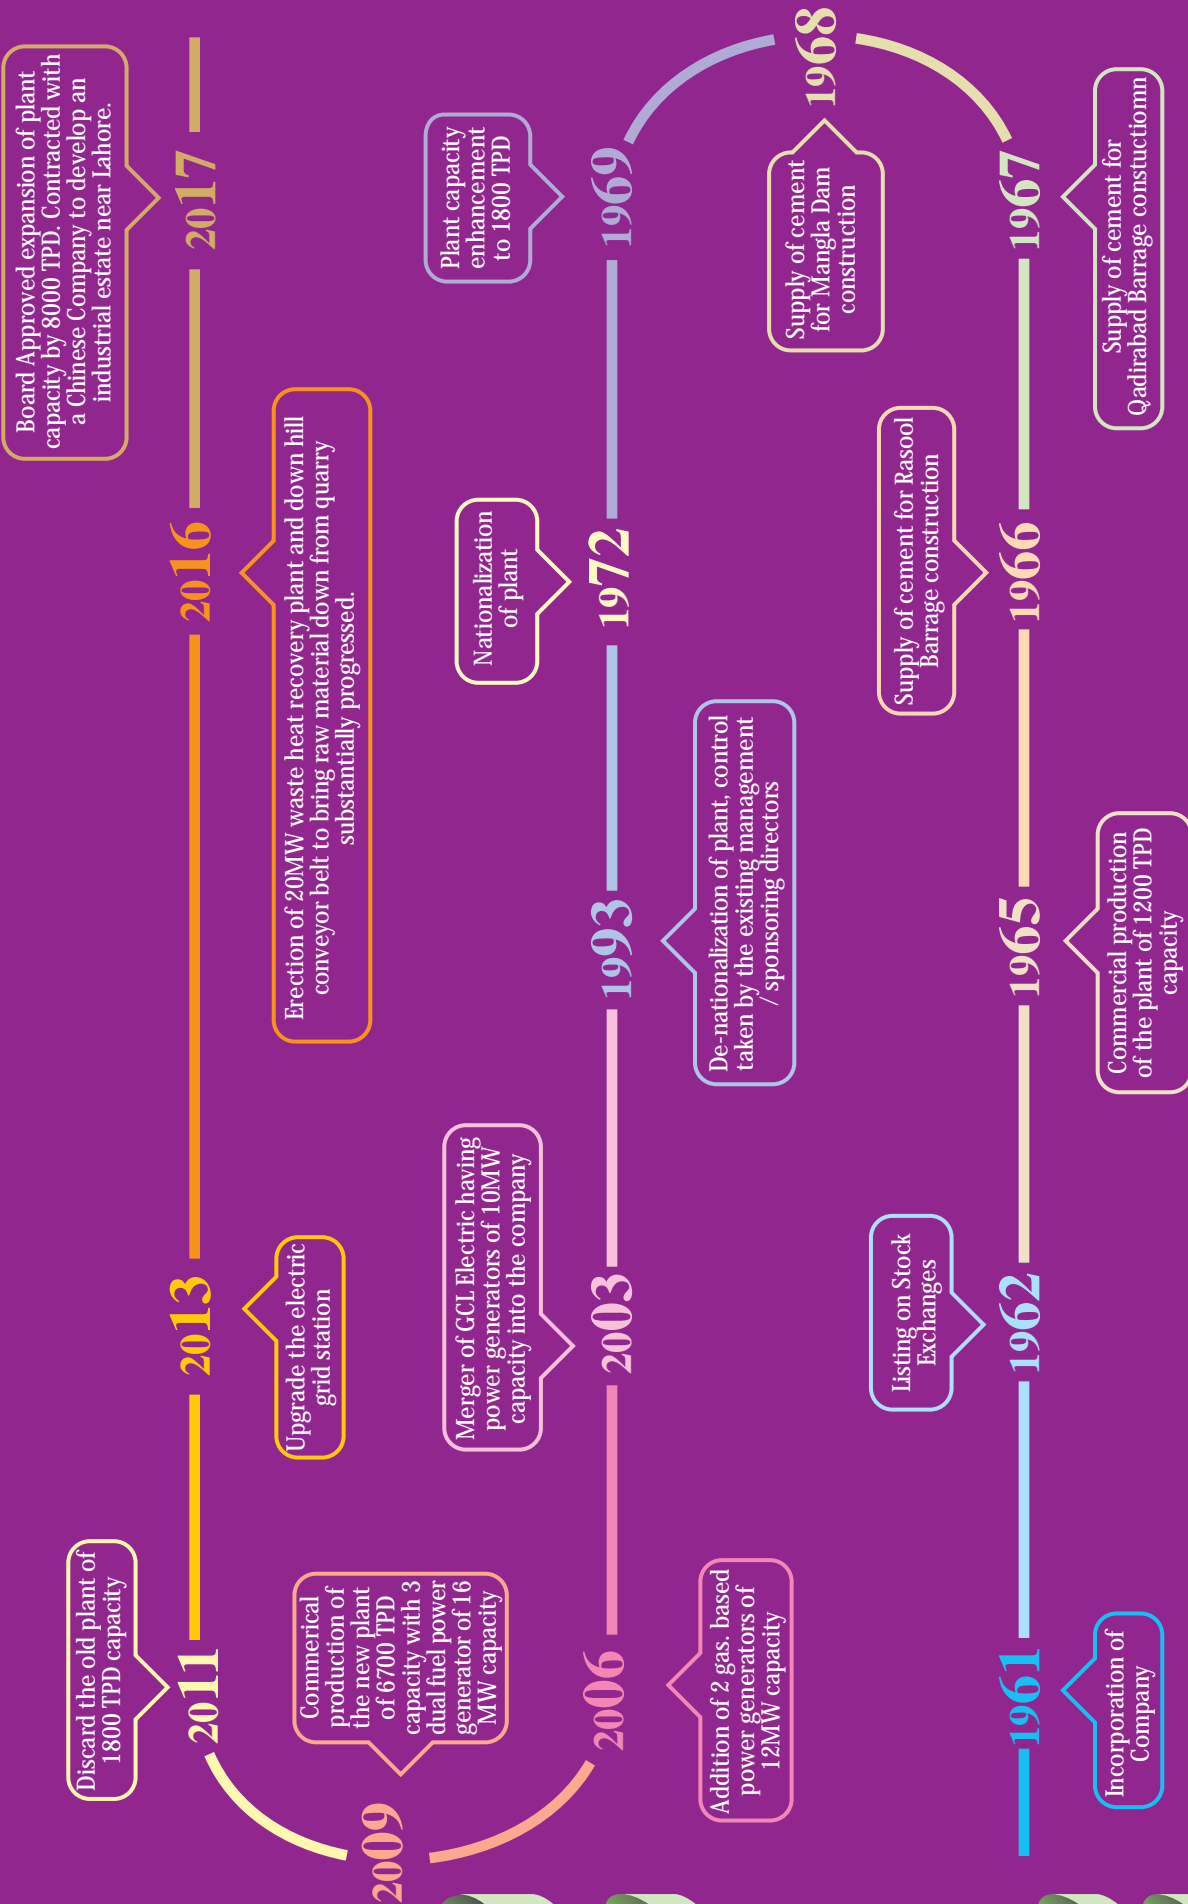 1961
Incorporation of
Company
1962
Listing on Stock
Exchanges
1965
Commercial production
of the plant of 1200 TPD
capacity
1966
Supply of cement for Rasool
Barrage construction
1967
Supply of cement for
Qadirabad Barrage constuctiomn
1968
Supply of cement
for Mangla Dam
construction
1969
Plant capacity
enhancement
to 1800 TPD
1972
Nationalization
of plant
1993
De-nationalization of plant, control
taken by the existing management
/ sponsoring directors
2003
Merger of GCL Electric having
power generators of 10MW
capacity into the company
2006
Addition of 2 gas. based
power generators of
12MW capacity
2009
Commerical
production of
the new plant
of 6700 TPD
capacity with 3
dual fuel power
generator of 16
MW capacity
2011
Discard the old plant of
1800 TPD capacity
2013
Upgrade the electric
grid station
2016
Erection of 20MW waste heat recovery plant and down hill
conveyor belt to bring raw material down from quarry
substantially progressed.
2017
Board Approved expansion of plant
capacity by 8000 TPD. Contracted with
a Chinese Company to develop an
industrial estate near Lahore.